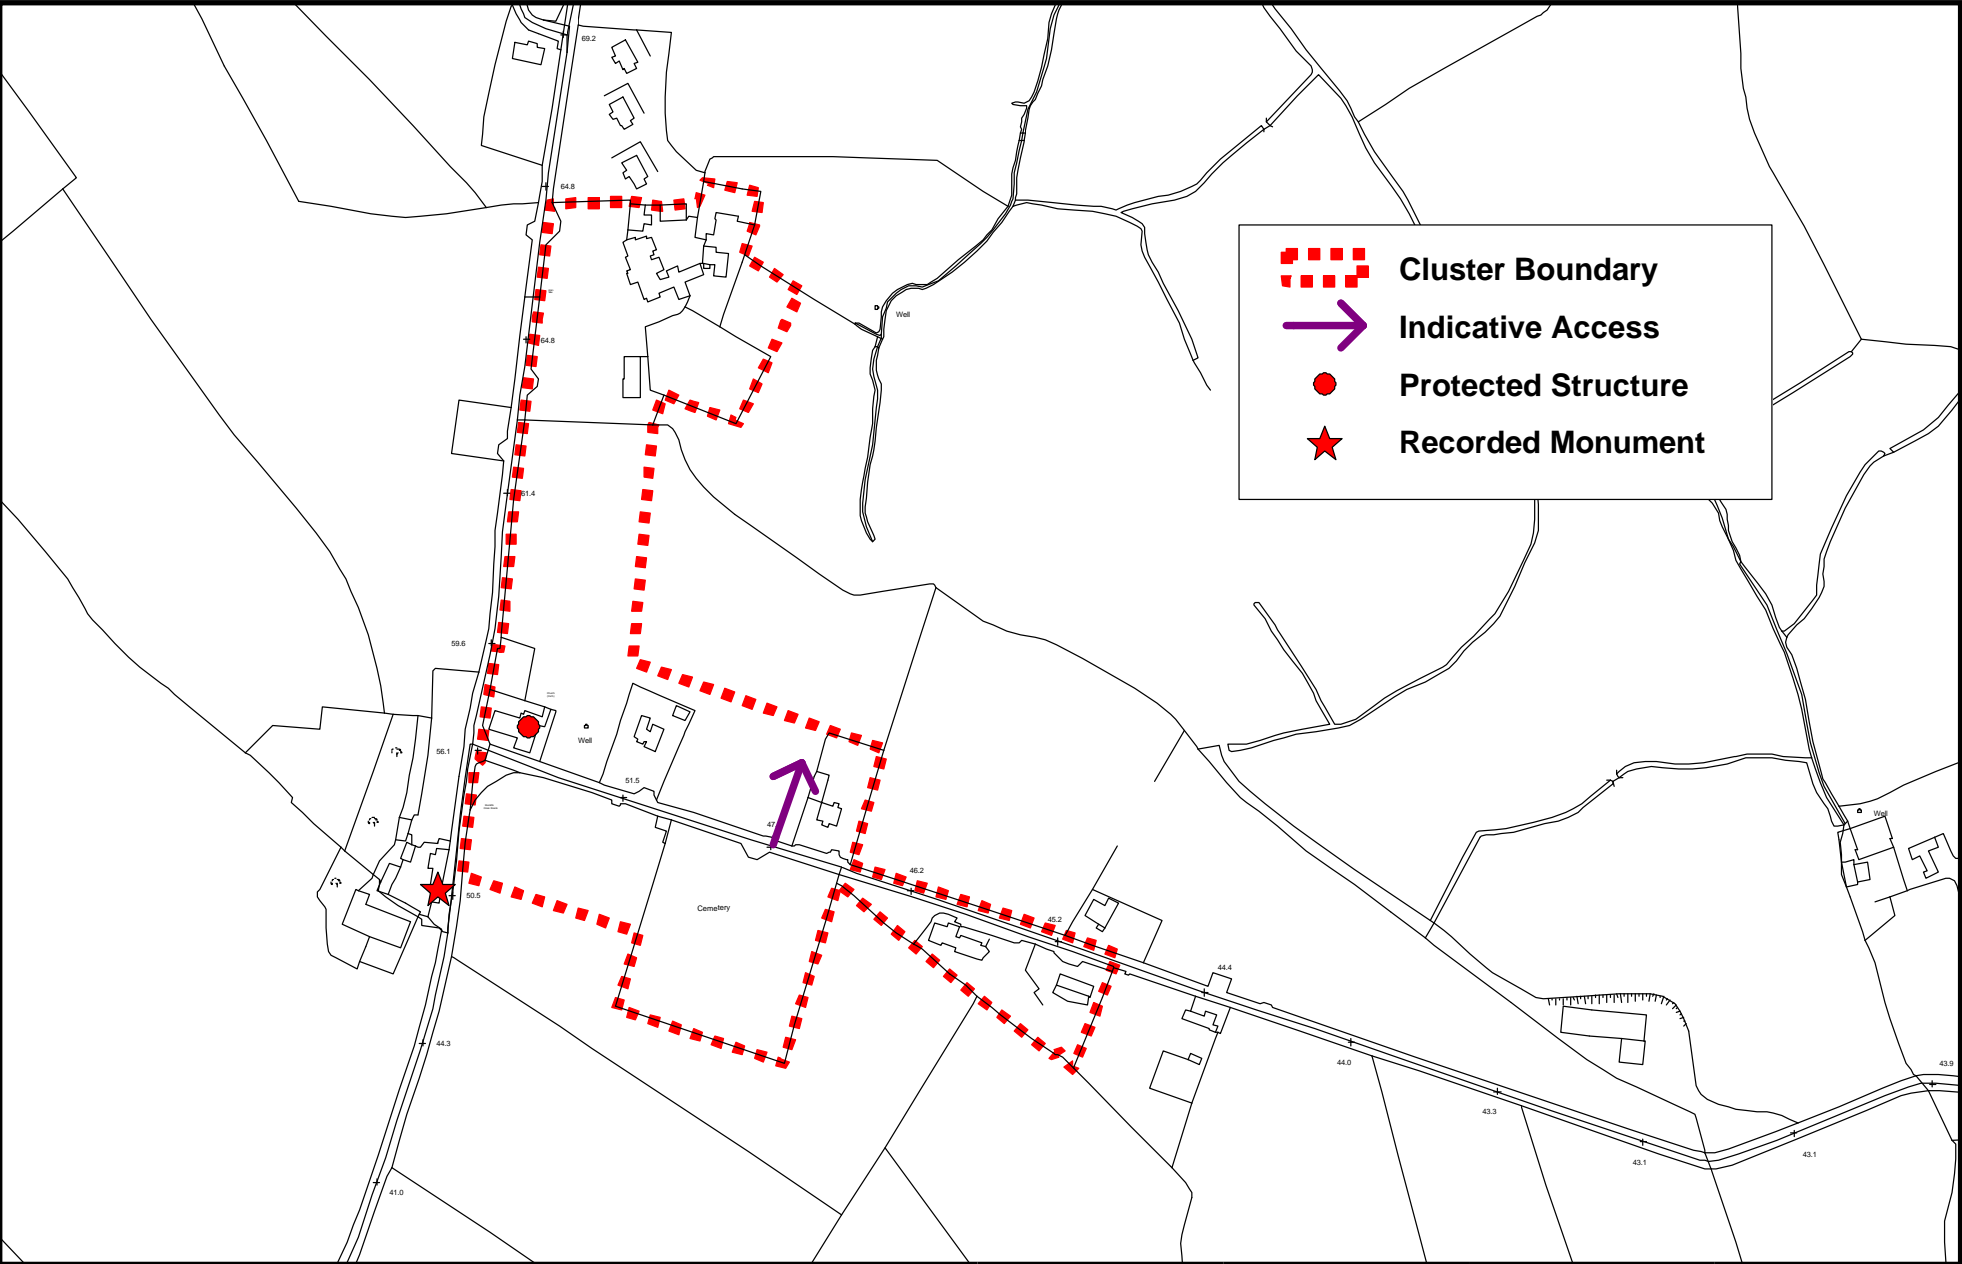 69.2
64.8
Cluster Boundary
Well
Indicative Access
64.8
Protected Structure
Recorded Monument
61.4
59.6
Well
56.1
51.5
47
Well
46.2
50.5
Cemetery
45.2
44.4
44.3
44.0
43.9
43.3
43.1
43.1
41.0